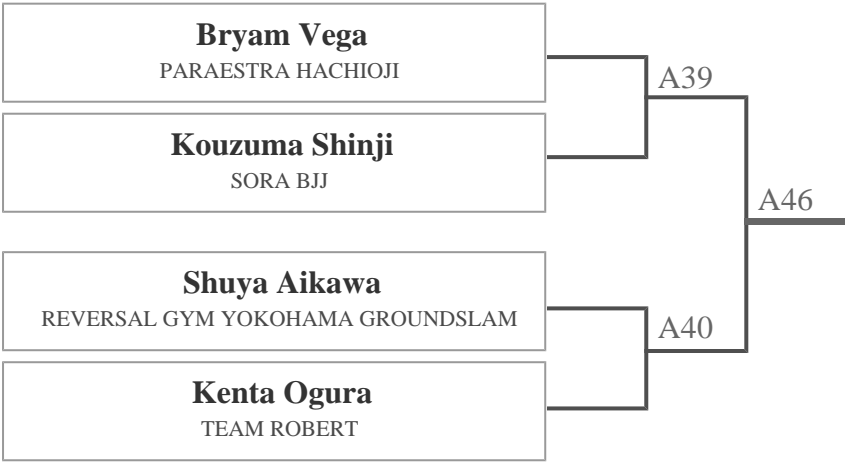 Bryam Vega
PARAESTRA HACHIOJI
A39
Kouzuma Shinji
SORA BJJ
A46
Shuya Aikawa
REVERSAL GYM YOKOHAMA GROUNDSLAM
A40
Kenta Ogura
TEAM ROBERT